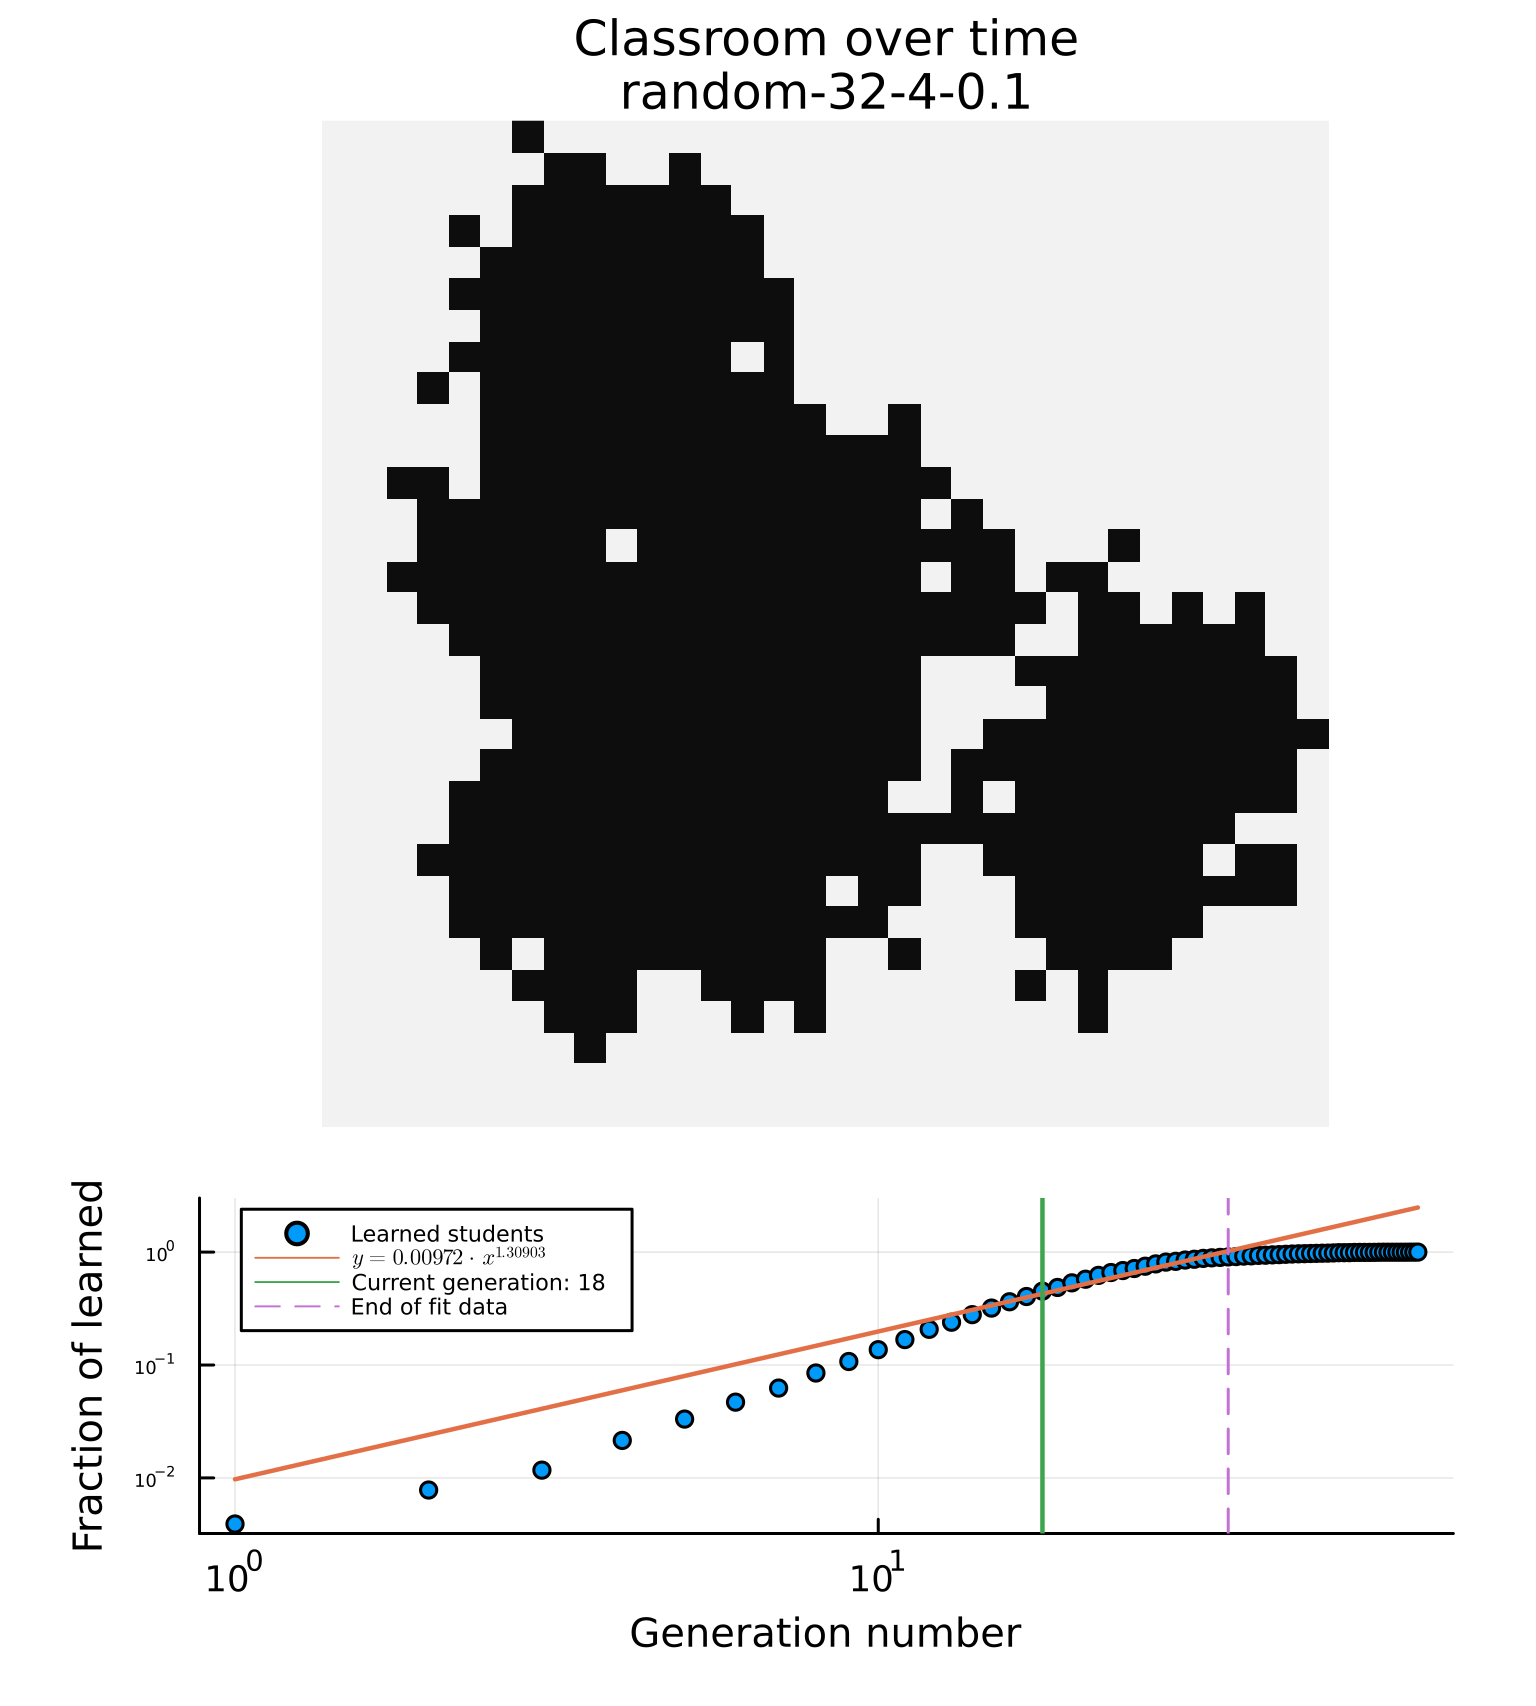 Classroom over time
random-32-4-0.1
Fraction of learned
Learned students
y = 0.00972 · x^1.30903
Current generation: 18
End of fit data
10^0
10^-1
10^-2
10^0
10^1
Generation number